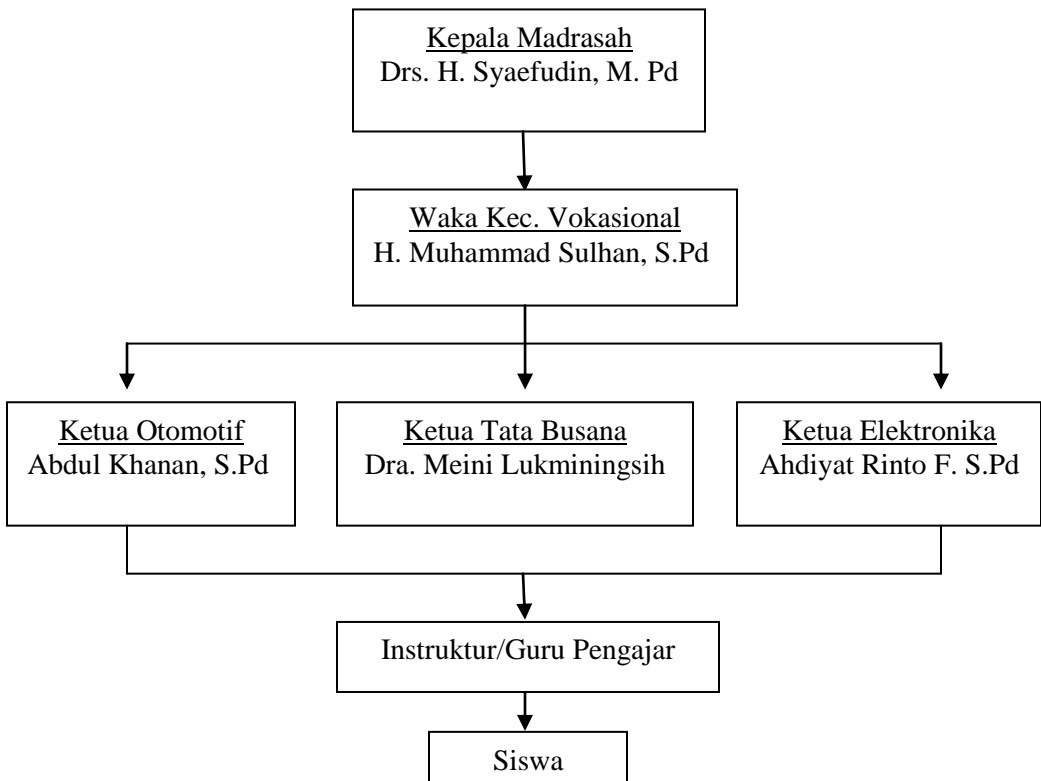 Kepala Madrasah
Drs. H. Syaefudin, M. Pd
Waka Kec. Vokasional
H. Muhammad Sulhan, S.Pd
Ketua Otomotif
Abdul Khanan, S.Pd
Ketua Tata Busana
Dra. Meini Lukminingsih
Ketua Elektronika
Ahdiyat Rinto F. S.Pd
Instruktur/Guru Pengajar
Siswa